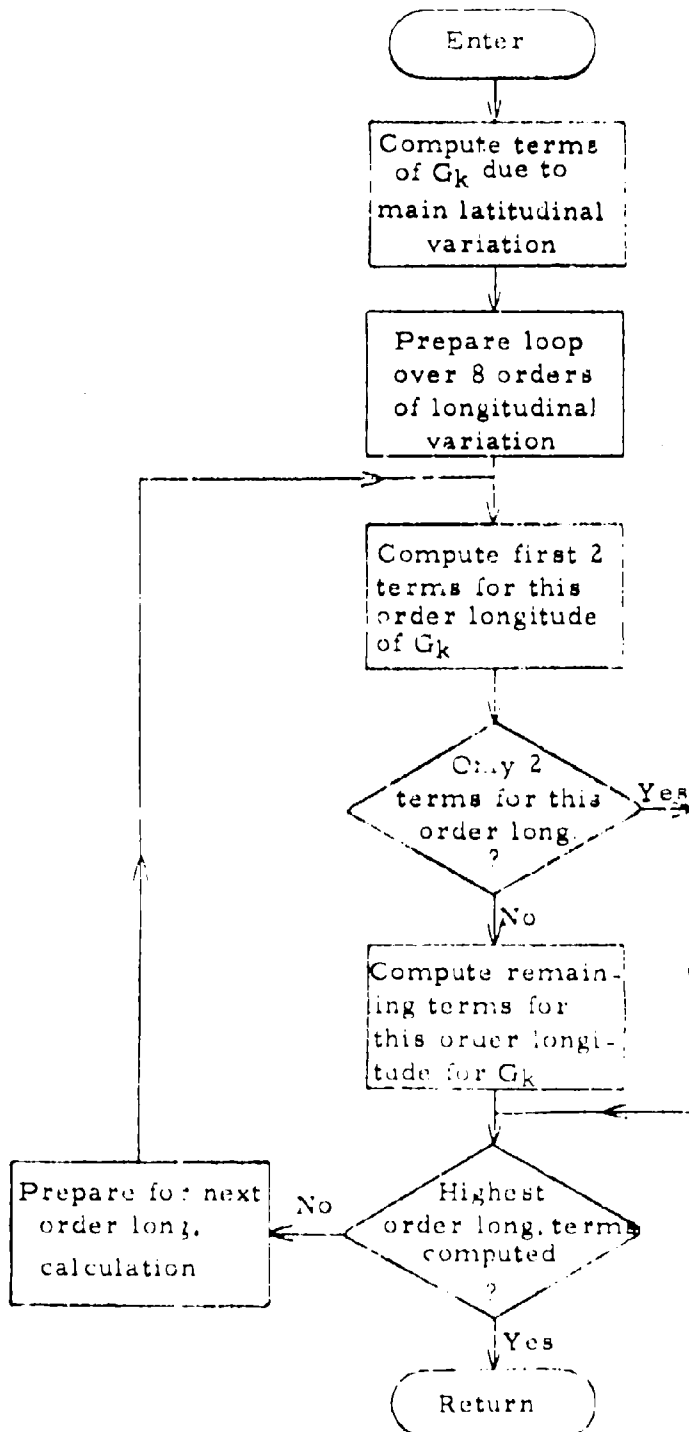 Enter
Compute terms
of Gk due to
main latitudinal
variation
Prepare loop
over 8 orders
of longitudinal
variation
Compute first 2
terms for this
order longitude
of Gk
Only 2
terms for this
order long.
?
Yes
No
Compute remain-
ing terms for
this order longi-
tude for Gk
Highest
order long. terms
computed
?
No
Prepare for next
order long.
calculation
Yes
Return